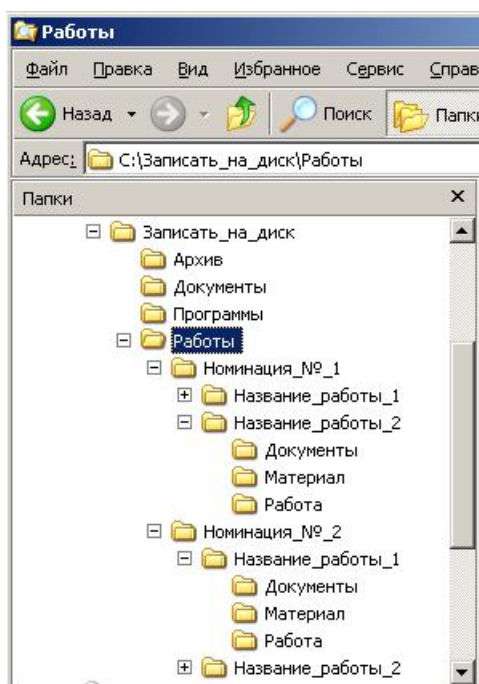 Работы
Файл Правка Вид Избранное Сервис Справ
Назад Поиск Папки
Адрес: C:\Записать_на_диск\Работы
Папки
Записать_на_диск
Архив
Документы
Программы
Работы
Номинация_№_1
Название_работы_1
Название_работы_2
Документы
Материал
Работа
Номинация_№_2
Название_работы_1
Документы
Материал
Работа
Название_работы_2